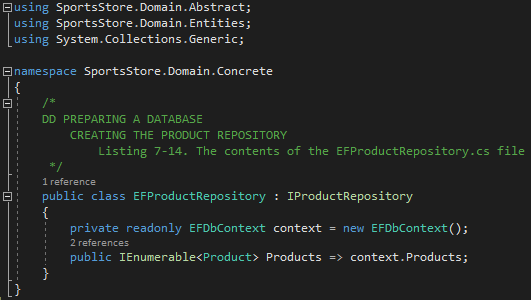 using SportsStore.Domain.Abstract;
using SportsStore.Domain.Entities;
using System.Collections.Generic;
namespace SportsStore.Domain.Concrete
{
/*
DD PREPARING A DATABASE
CREATING THE PRODUCT REPOSITORY
Listing 7-14. The contents of the EFProductRepository.cs file
*/
1 reference
public class EFProductRepository : IProductRepository
{
private readonly EFDbContext context = new EFDbContext();
2 references
public IEnumerable<Product> Products => context.Products;
}
}